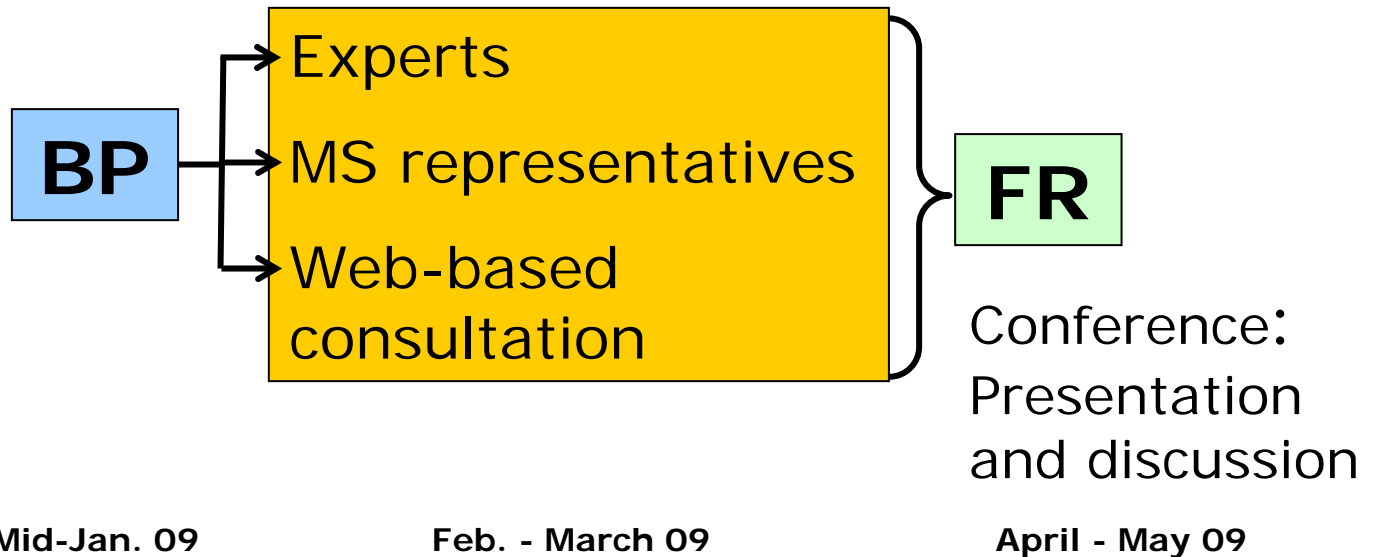 BP
Experts
MS representatives
Web-based
consultation
FR
Conference:
Presentation
and discussion
Mid-Jan. 09
Feb. - March 09
April - May 09